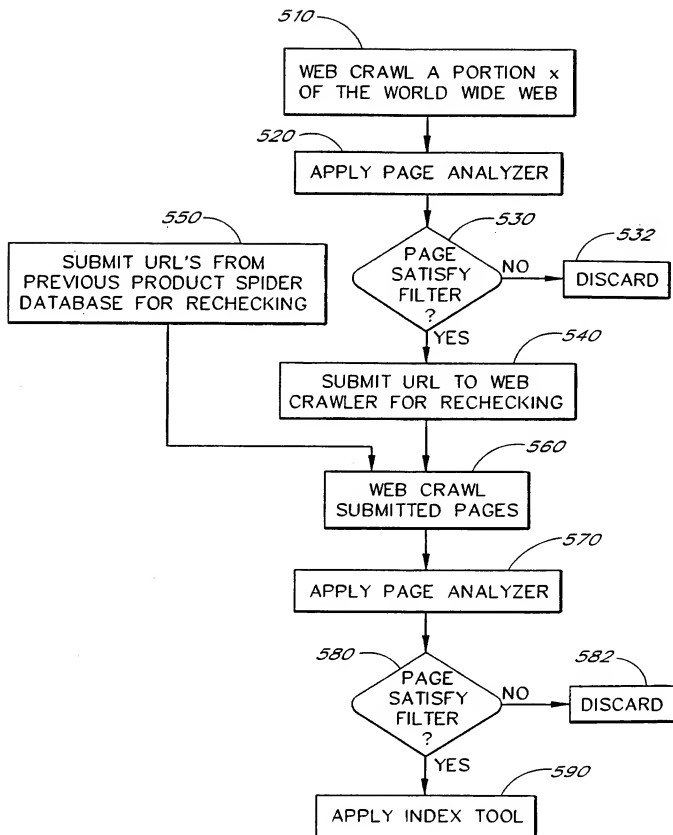 510
WEB CRAWL A PORTION x
OF THE WORLD WIDE WEB
520
APPLY PAGE ANALYZER
530
PAGE
SATISFY
FILTER
?
NO
532
DISCARD
YES
550
SUBMIT URL'S FROM
PREVIOUS PRODUCT SPIDER
DATABASE FOR RECHECKING
540
SUBMIT URL TO WEB
CRAWLER FOR RECHECKING
560
WEB CRAWL
SUBMITTED PAGES
570
APPLY PAGE ANALYZER
580
PAGE
SATISFY
FILTER
?
NO
582
DISCARD
YES
590
APPLY INDEX TOOL